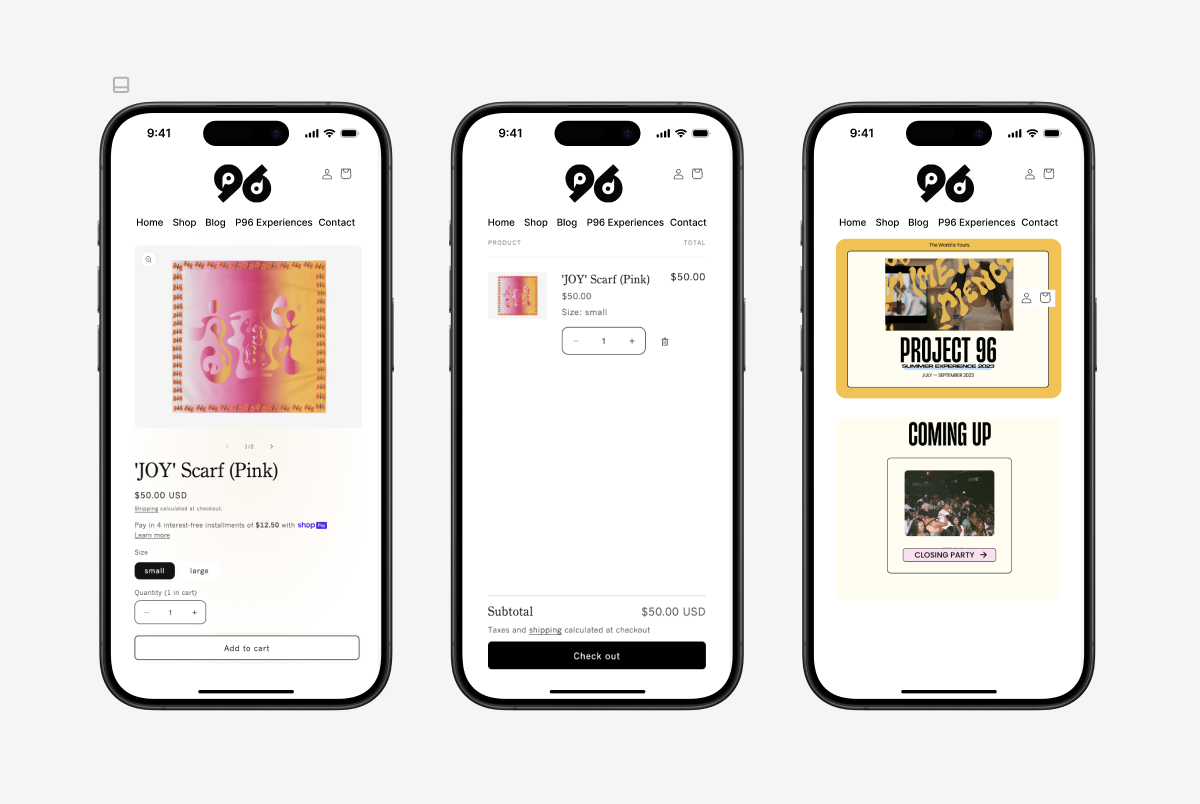 9:41
96
Home Shop Blog P96 Experiences Contact
1/2
'JOY' Scarf (Pink)
$50.00 USD
Shipping calculated at checkout.
Pay in 4 interest-free installments of $12.50 with shop Pay
Learn more
Size
small large
Quantity (1 in cart)
− 1 +
Add to cart
9:41
96
Home Shop Blog P96 Experiences Contact
PRODUCT TOTAL
'JOY' Scarf (Pink) $50.00
$50.00
Size: small
− 1 +
Subtotal $50.00 USD
Taxes and shipping calculated at checkout
Check out
9:41
96
Home Shop Blog P96 Experiences Contact
The World is Yours.
PROJECT 96
SUMMER EXPERIENCE 2023
JULY — SEPTEMBER 2023
COMING UP
CLOSING PARTY →